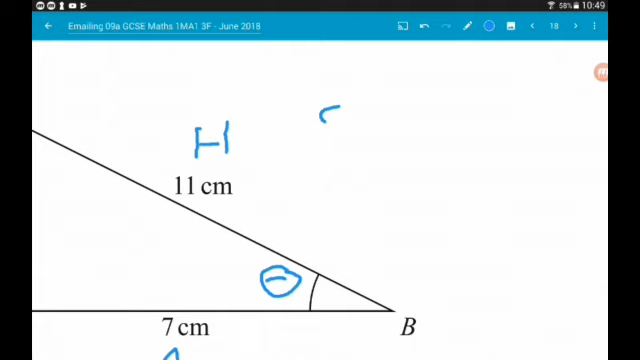 58% 10:49
Emailing 09a GCSE Maths 1MA1 3F - June 2018
18
H
11 cm
θ
7 cm
B